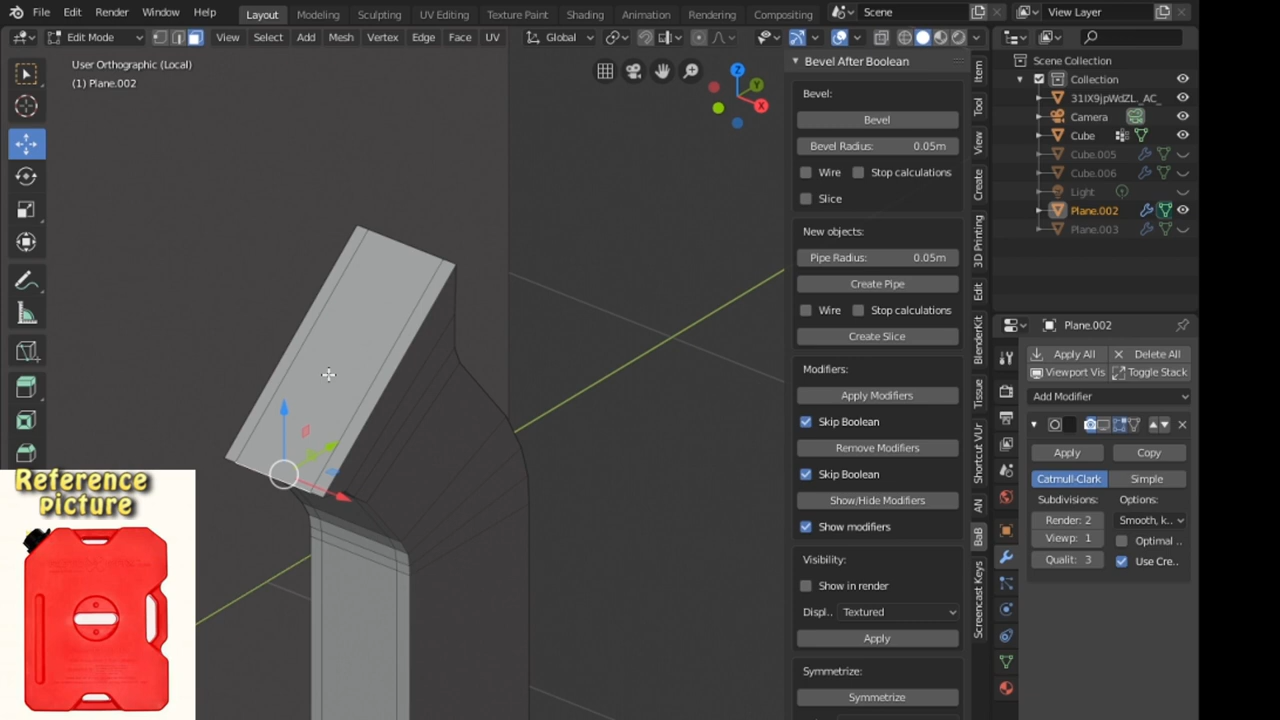 File Edit Render Window Help
Layout Modeling Sculpting UV Editing Texture Paint Shading Animation Rendering Compositing
Scene
View Layer
Edit Mode
View Select Add Mesh Vertex Edge Face UV
Global
User Orthographic (Local)
(1) Plane.002
Z
Y
X
Bevel After Boolean
Bevel:
Bevel
Bevel Radius: 0.05m
Wire Stop calculations
Slice
New objects:
Pipe Radius: 0.05m
Create Pipe
Wire Stop calculations
Create Slice
Modifiers:
Apply Modifiers
Skip Boolean
Remove Modifiers
Skip Boolean
Show/Hide Modifiers
Show modifiers
Visibility:
Show in render
Displ.. Textured
Apply
Symmetrize:
Symmetrize
Item
Tool
View
Create
3D Printing
Edit
BlenderKit
Tissue
Shortcut VUr
AN
BaB
Screencast Keys
Scene Collection
Collection
31IX9jpWdZL._AC_
Camera
Cube
Cube.005
Cube.006
Light
Plane.002
Plane.003
Plane.002
Apply All Delete All
Viewport Vis Toggle Stack
Add Modifier
Apply Copy
Catmull-Clark Simple
Subdivisions: Options:
Render: 2 Smooth, k..
Viewp: 1 Optimal ..
Qualit: 3 Use Cre..
Reference
picture